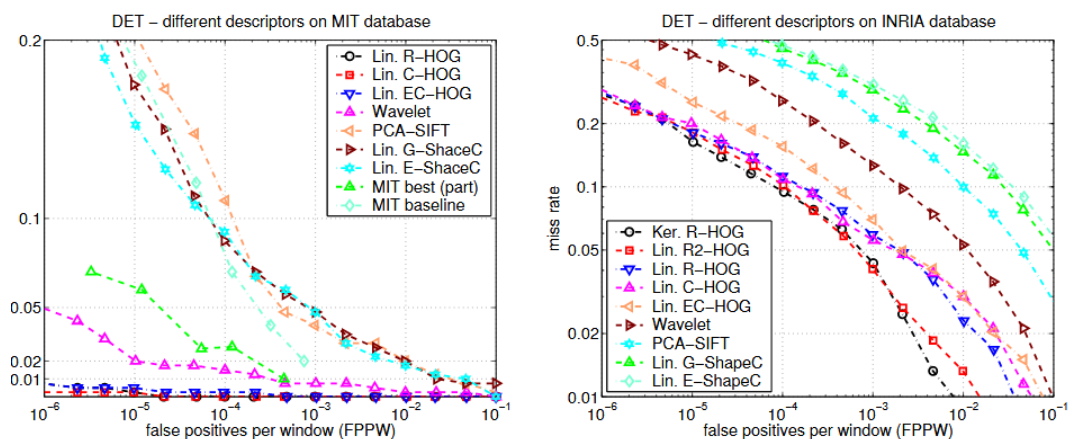 DET – different descriptors on MIT database
0.2
0.1
0.05
0.02
0.01
Lin. R–HOG
Lin. C–HOG
Lin. EC–HOG
Wavelet
PCA–SIFT
Lin. G–ShaceC
Lin. E–ShaceC
MIT best (part)
MIT baseline
10^-6
10^-5
10^-4
10^-3
10^-2
10^-1
false positives per window (FPPW)
DET – different descriptors on INRIA database
0.5
0.2
0.1
0.05
0.02
0.01
miss rate
Ker. R–HOG
Lin. R2–HOG
Lin. R–HOG
Lin. C–HOG
Lin. EC–HOG
Wavelet
PCA–SIFT
Lin. G–ShapeC
Lin. E–ShapeC
10^-6
10^-5
10^-4
10^-3
10^-2
10^-1
false positives per window (FPPW)